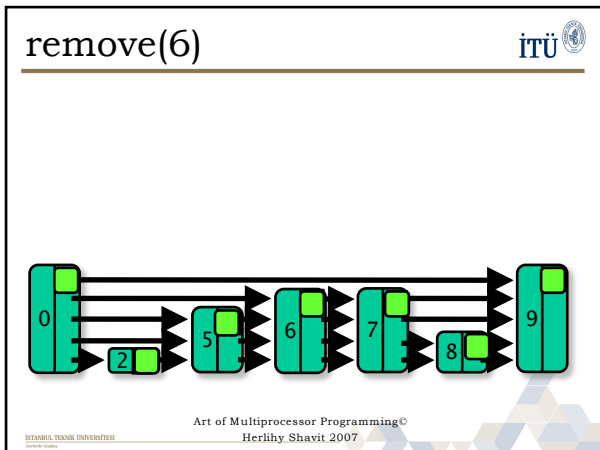 remove(6)
İTÜ
0
2
5
6
7
8
9
Art of Multiprocessor Programming©
Herlihy Shavit 2007
İSTANBUL TEKNİK ÜNİVERSİTESİ